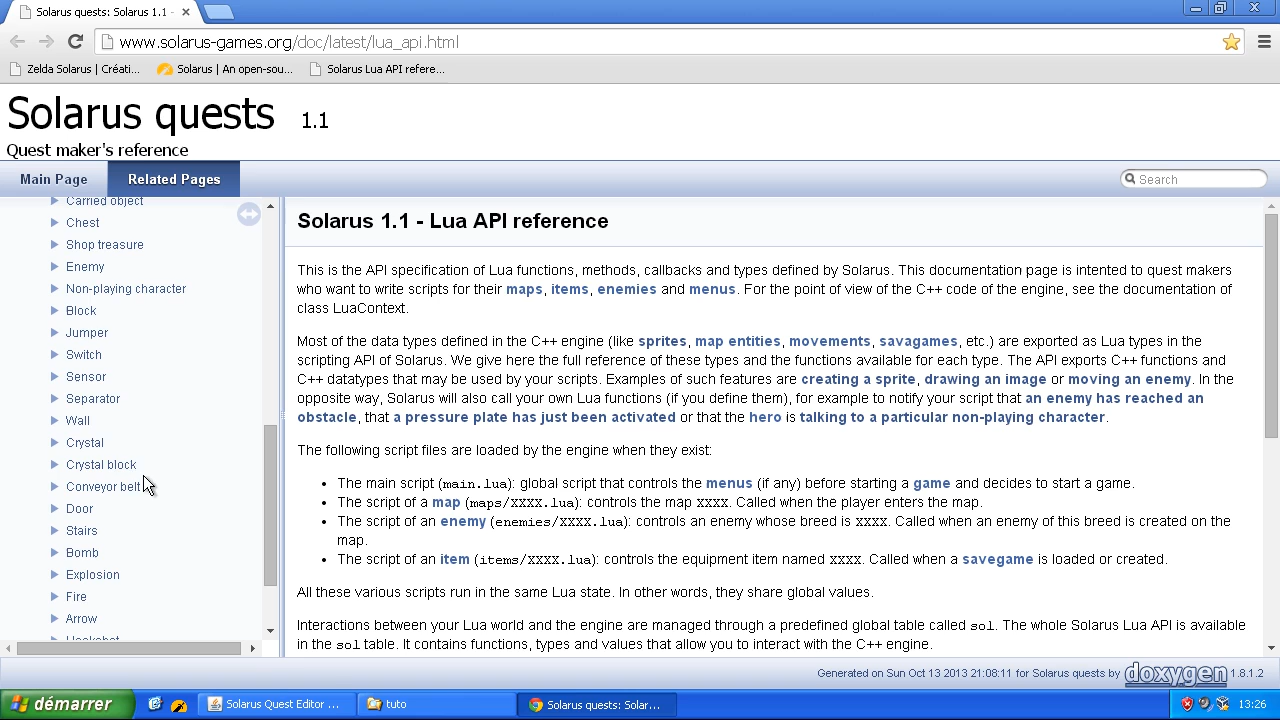 Solarus quests: Solarus 1.1 -
www.solarus-games.org/doc/latest/lua_api.html
Zelda Solarus | Créati...
Solarus | An open-sou...
Solarus Lua API refere...
Solarus quests 1.1
Quest maker's reference
Main Page
Related Pages
Search
Carried object
Chest
Shop treasure
Enemy
Non-playing character
Block
Jumper
Switch
Sensor
Separator
Wall
Crystal
Crystal block
Conveyor belt
Door
Stairs
Bomb
Explosion
Fire
Arrow
Hookshot
Solarus 1.1 - Lua API reference
This is the API specification of Lua functions, methods, callbacks and types defined by Solarus. This documentation page is intented to quest makers
who want to write scripts for their maps, items, enemies and menus. For the point of view of the C++ code of the engine, see the documentation of
class LuaContext.
Most of the data types defined in the C++ engine (like sprites, map entities, movements, savagames, etc.) are exported as Lua types in the
scripting API of Solarus. We give here the full reference of these types and the functions available for each type. The API exports C++ functions and
C++ datatypes that may be used by your scripts. Examples of such features are creating a sprite, drawing an image or moving an enemy. In the
opposite way, Solarus will also call your own Lua functions (if you define them), for example to notify your script that an enemy has reached an
obstacle, that a pressure plate has just been activated or that the hero is talking to a particular non-playing character.
The following script files are loaded by the engine when they exist:
• The main script (main.lua): global script that controls the menus (if any) before starting a game and decides to start a game.
• The script of a map (maps/XXXX.lua): controls the map XXXX. Called when the player enters the map.
• The script of an enemy (enemies/XXXX.lua): controls an enemy whose breed is XXXX. Called when an enemy of this breed is created on the
map.
• The script of an item (items/XXXX.lua): controls the equipment item named XXXX. Called when a savegame is loaded or created.
All these various scripts run in the same Lua state. In other words, they share global values.
Interactions between your Lua world and the engine are managed through a predefined global table called sol. The whole Solarus Lua API is available
in the sol table. It contains functions, types and values that allow you to interact with the C++ engine.
Generated on Sun Oct 13 2013 21:08:11 for Solarus quests by doxygen 1.8.1.2
démarrer
Solarus Quest Editor ...
tuto
Solarus quests: Solar...
13:26